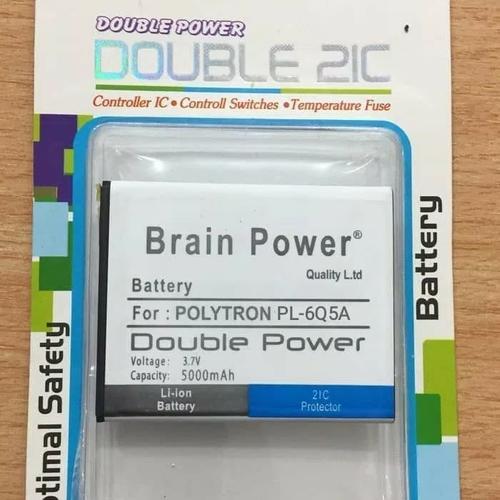 DOUBLE POWER
DOUBLE 2IC
Controller IC • Controll Switches • Temperature Fuse
Brain Power®
Quality L.td
Battery
For : POLYTRON PL-6Q5A
Double Power
Voltage : 3.7V
Capacity: 5000mAh
Li-ion
Battery
2IC
Protector
Battery
timal Safety